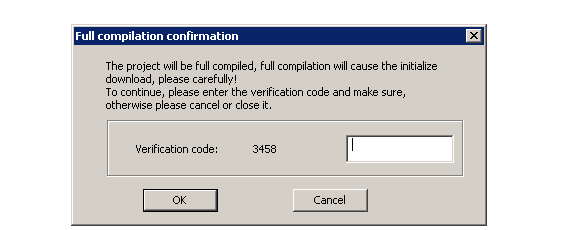 Full compilation confirmation
The project will be full compiled, full compilation will cause the initialize
download, please carefully!
To continue, please enter the verification code and make sure,
otherwise please cancel or close it.
Verification code: 3458
OK Cancel